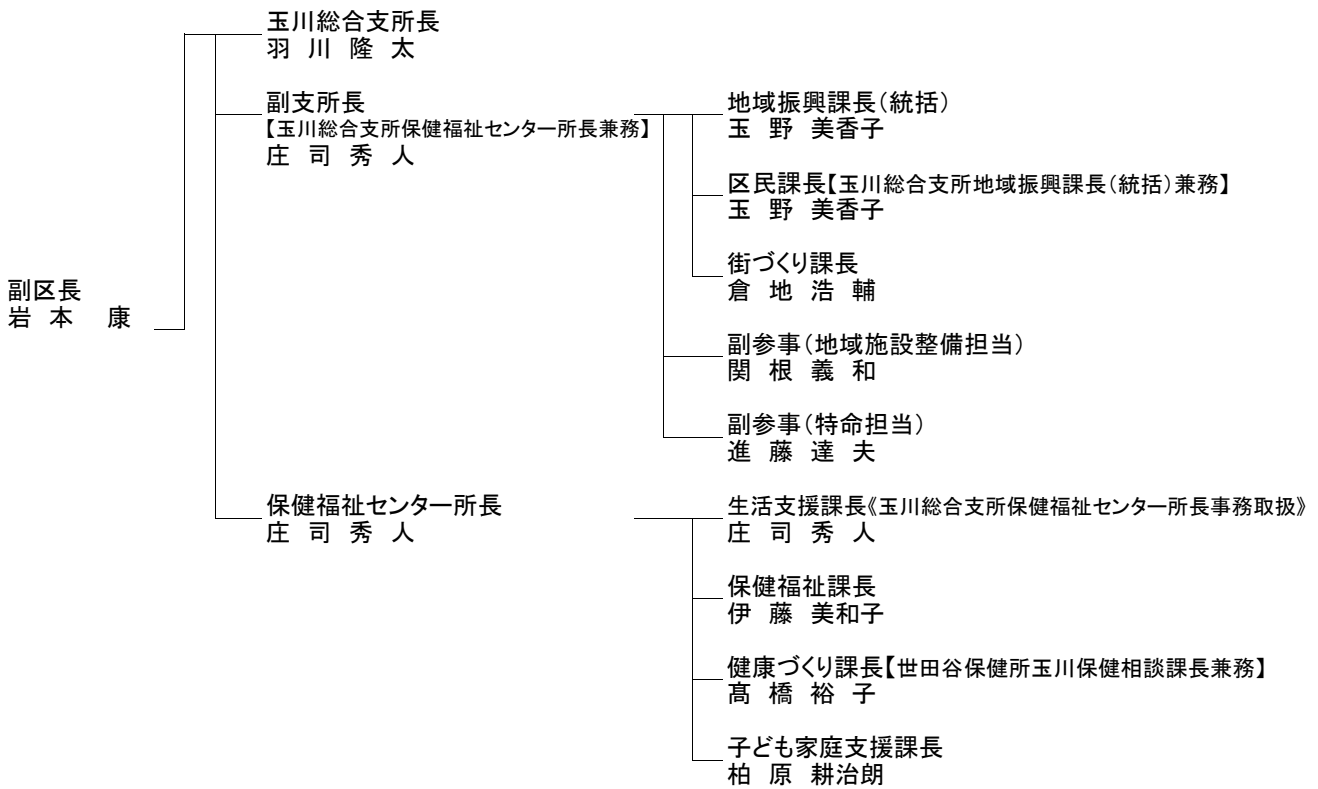 玉川総合支所長
羽 川 隆 太
副支所長
【玉川総合支所保健福祉センター所長兼務】
庄 司 秀 人
地域振興課長(統括)
玉 野 美香子
区民課長【玉川総合支所地域振興課長(統括)兼務】
玉 野 美香子
街づくり課長
倉 地 浩 輔
副区長
岩 本 康
副参事(地域施設整備担当)
関 根 義 和
副参事(特命担当)
進 藤 達 夫
保健福祉センター所長
庄 司 秀 人
生活支援課長《玉川総合支所保健福祉センター所長事務取扱》
庄 司 秀 人
保健福祉課長
伊 藤 美和子
健康づくり課長【世田谷保健所玉川保健相談課長兼務】
髙 橋 裕 子
子ども家庭支援課長
柏 原 耕治朗